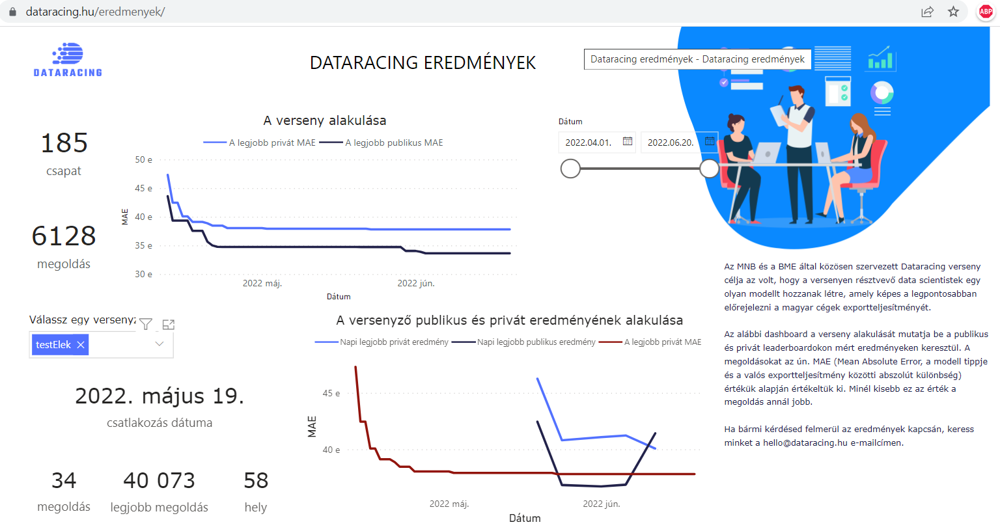 dataracing.hu/eredmenyek/
ABP
DATARACING
DATARACING EREDMÉNYEK
Dataracing eredmények - Dataracing eredmények
185
csapat
6128
megoldás
A verseny alakulása
A legjobb privát MAE
A legjobb publikus MAE
50 e
45 e
40 e
35 e
30 e
MAE
2022 máj.
2022 jún.
Dátum
Dátum
2022.04.01.
2022.06.20.
Az MNB és a BME által közösen szervezett Dataracing verseny
célja az volt, hogy a versenyen résztvevő data scientistek egy
olyan modellt hozzanak létre, amely képes a legpontosabban
előrejelezni a magyar cégek exportteljesítményét.
Az alábbi dashboard a verseny alakulását mutatja be a publikus
és privát leaderboardokon mért eredményeken keresztül. A
megoldásokat az ún. MAE (Mean Absolute Error, a modell tippje
és a valós exportteljesítmény közötti abszolút különbség)
értékük alapján értékeltük ki. Minél kisebb ez az érték a
megoldás annál jobb.
Ha bármi kérdésed felmerül az eredmények kapcsán, keress
minket a hello@dataracing.hu e-mailcímen.
Válassz egy versenyz
testElek
2022. május 19.
csatlakozás dátuma
34
megoldás
40 073
legjobb megoldás
58
hely
A versenyző publikus és privát eredményének alakulása
Napi legjobb privát eredmény
Napi legjobb publikus eredmény
A legjobb privát MAE
45 e
40 e
MAE
2022 máj.
2022 jún.
Dátum